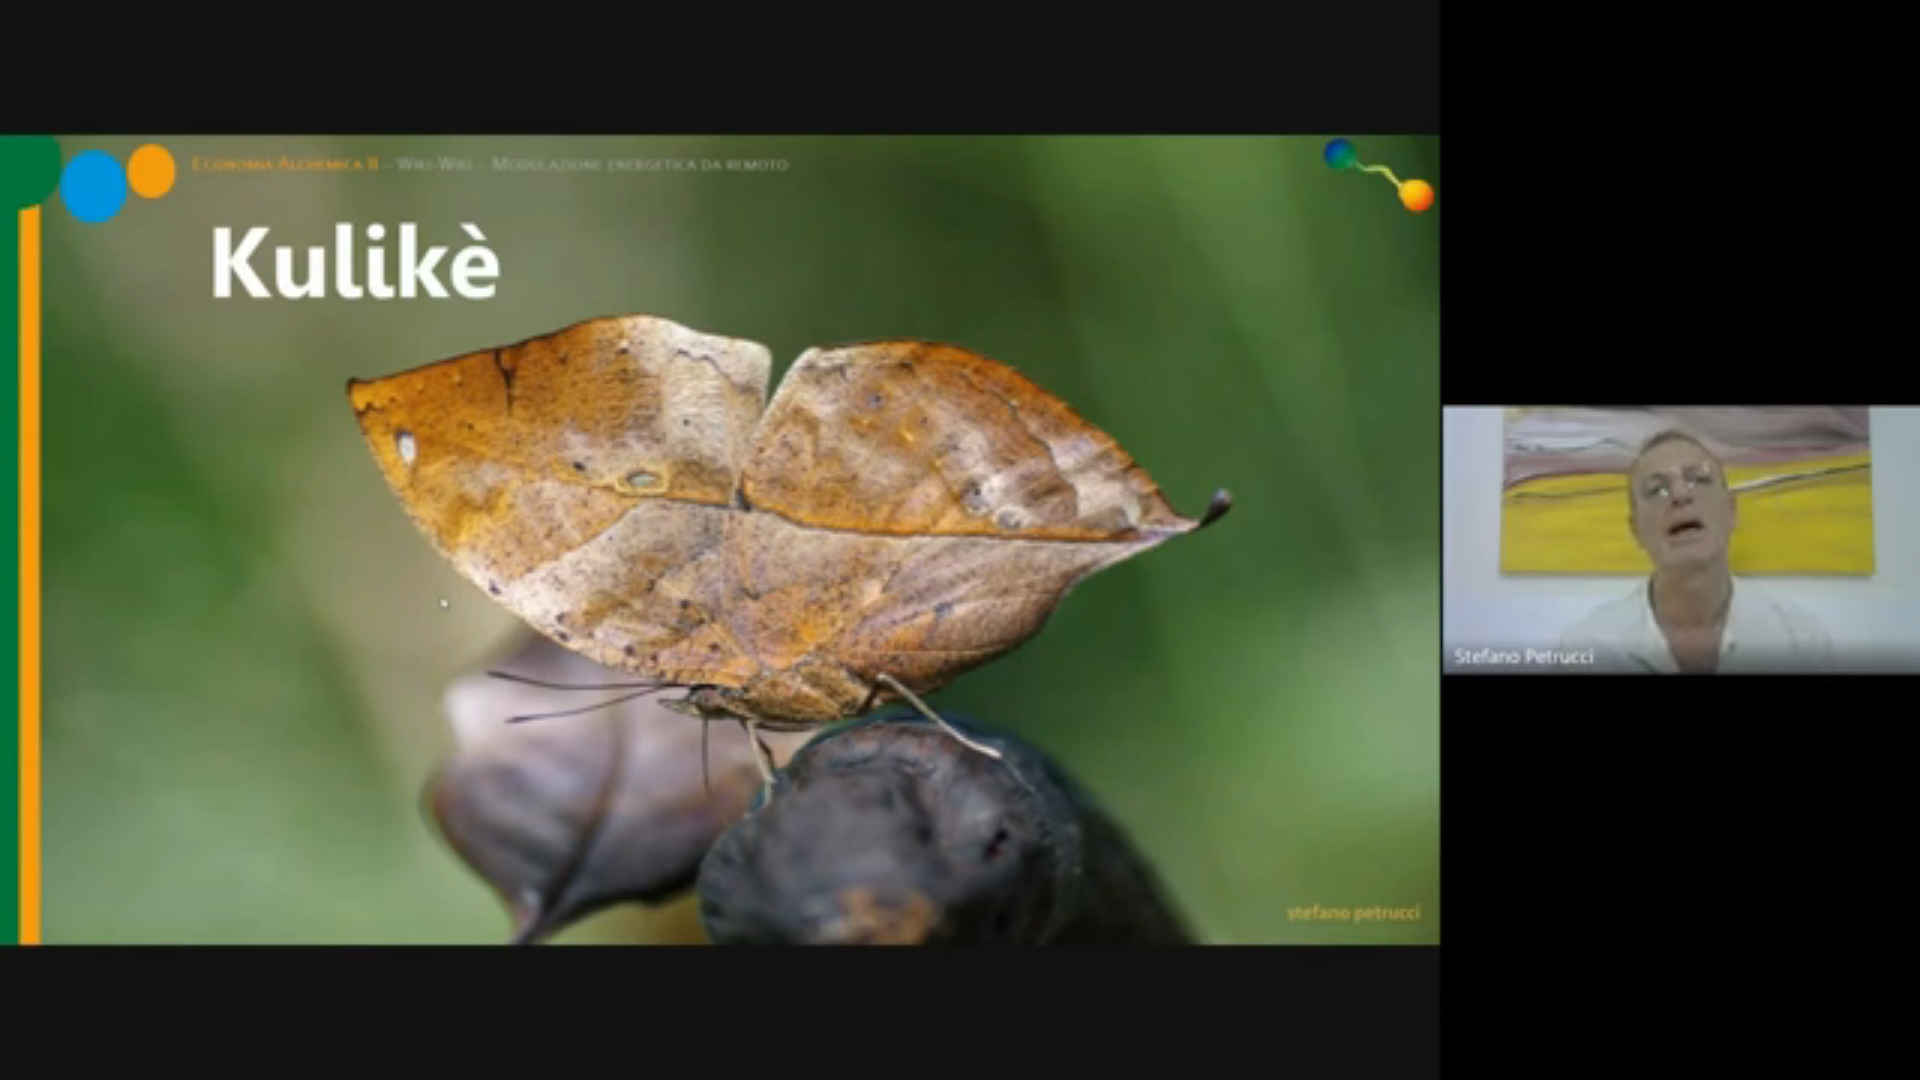 Economia Alchemica II – Wiki-Wiki – Modulazione energetica da remoto
Kulikè
Stefano Petrucci
stefano petrucci